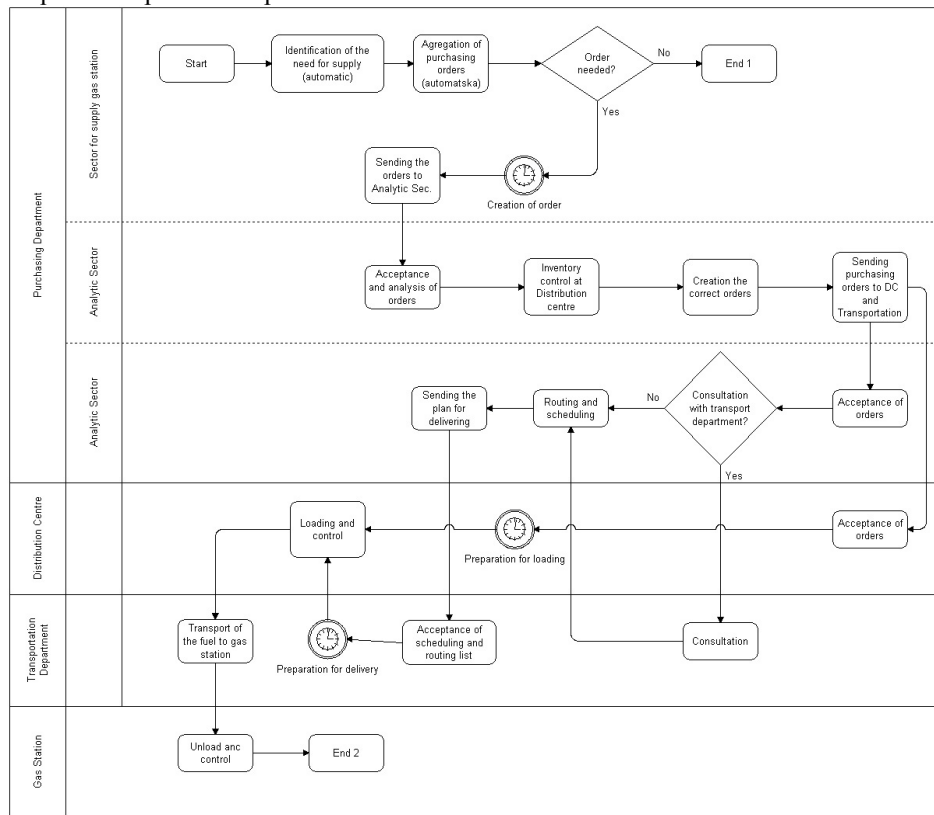 Purchasing Department
Sector for supply gas station
Start
Identification of the
need for supply
(automatic)
Agregation of
purchasing
orders
(automatska)
Order
needed?
No
End 1
Yes
Sending the
orders to
Analytic Sec.
Creation of order
Analytic Sector
Acceptance
and analysis of
orders
Inventory
control at
Distribution
centre
Creation the
correct orders
Sending
purchasing
orders to DC
and
Transportation
Analytic Sector
Sending the
plan for
delivering
Routing and
scheduling
No
Consultation
with transport
department?
Acceptance of
orders
Yes
Distribution Centre
Loading and
control
Preparation for loading
Acceptance of
orders
Transportation
Department
Transport of
the fuel to gas
station
Preparation for delivery
Acceptance of
scheduling and
routing list
Consultation
Gas Station
Unload anc
control
End 2